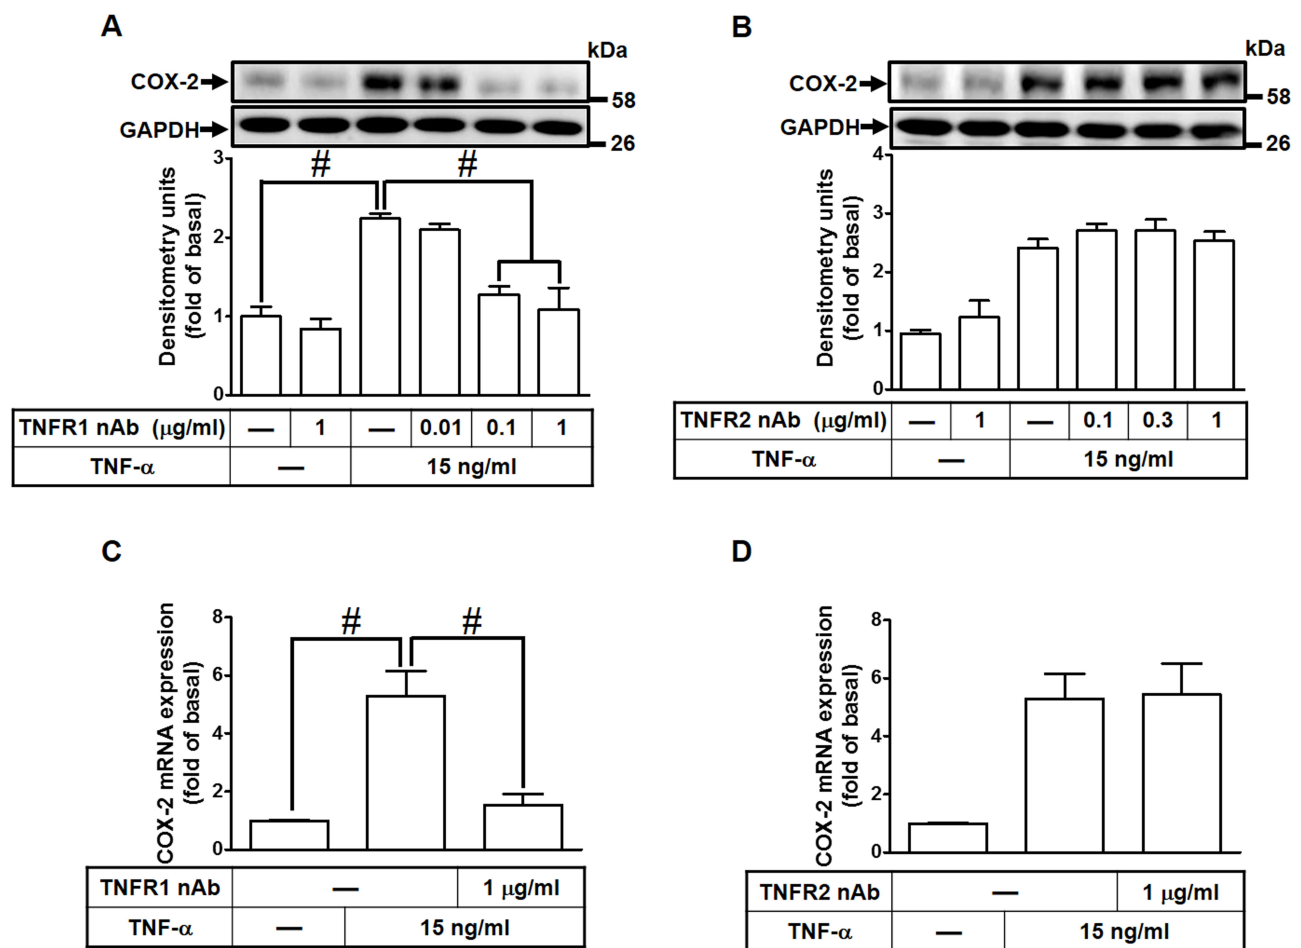 A
kDa
COX-2
58
GAPDH
26
# #
Densitometry units
(fold of basal)
3
2
1
0
TNFR1 nAb (μg/ml) — 1 — 0.01 0.1 1
TNF-α — 15 ng/ml
B
kDa
COX-2
58
GAPDH
26
Densitometry units
(fold of basal)
4
3
2
1
0
TNFR2 nAb (μg/ml) — 1 — 0.1 0.3 1
TNF-α — 15 ng/ml
C
# #
COX-2 mRNA expression
(fold of basal)
8
6
4
2
0
TNFR1 nAb — 1 μg/ml
TNF-α — 15 ng/ml
D
COX-2 mRNA expression
(fold of basal)
8
6
4
2
0
TNFR2 nAb — 1 μg/ml
TNF-α — 15 ng/ml